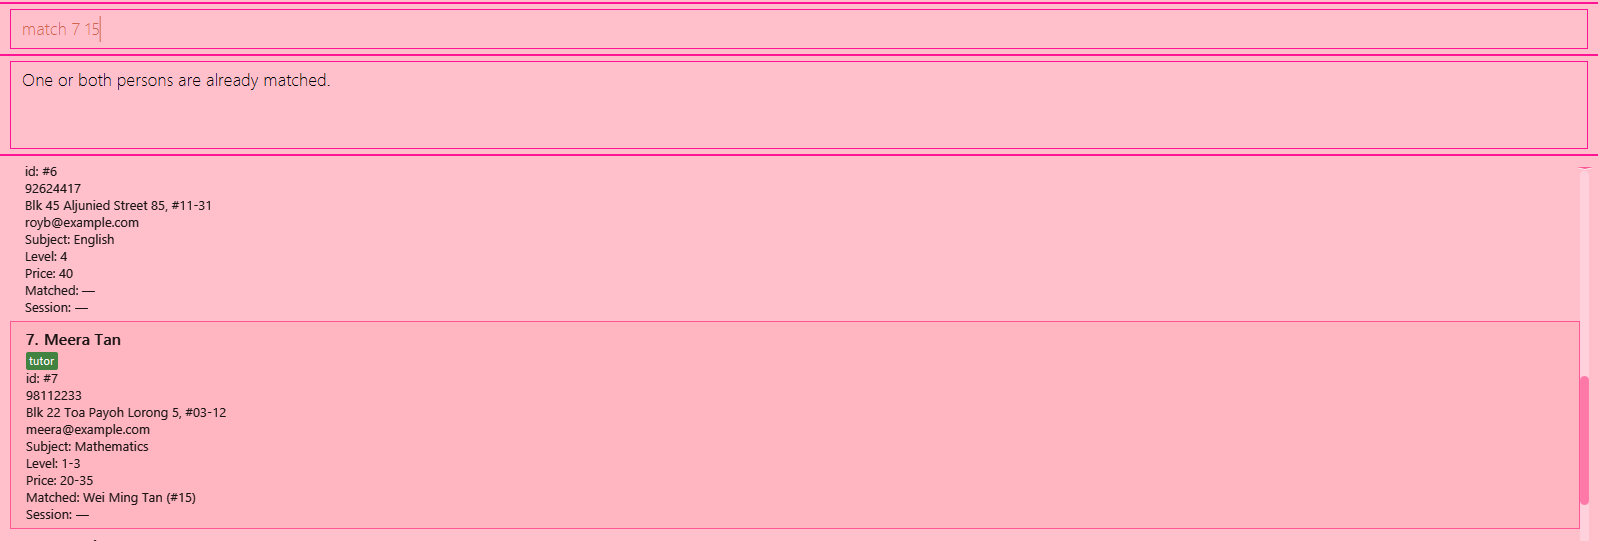 match 7 15
One or both persons are already matched.
id: #6
92624417
Blk 45 Aljunied Street 85, #11-31
royb@example.com
Subject: English
Level: 4
Price: 40
Matched: —
Session: —
7. Meera Tan
tutor
id: #7
98112233
Blk 22 Toa Payoh Lorong 5, #03-12
meera@example.com
Subject: Mathematics
Level: 1-3
Price: 20-35
Matched: Wei Ming Tan (#15)
Session: —